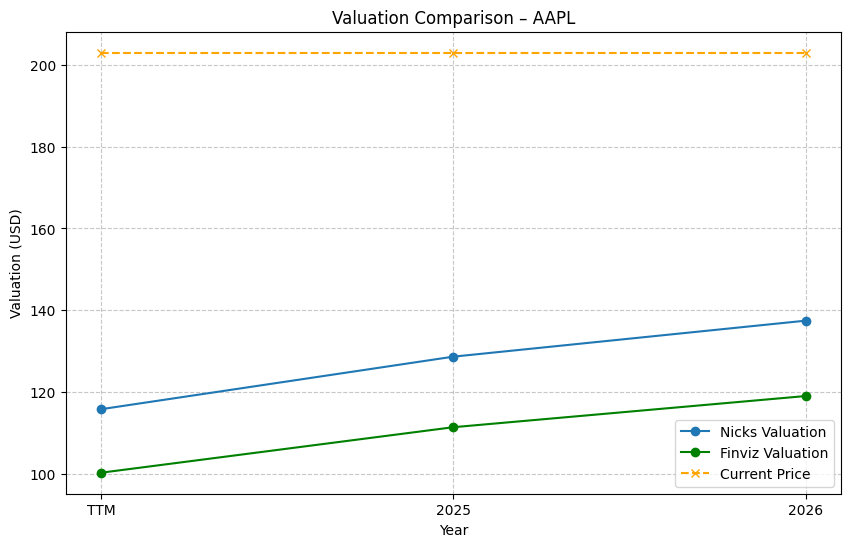 Valuation Comparison – AAPL
Valuation (USD)
200
180
160
140
120
100
TTM
2025
2026
Year
Nicks Valuation
Finviz Valuation
Current Price